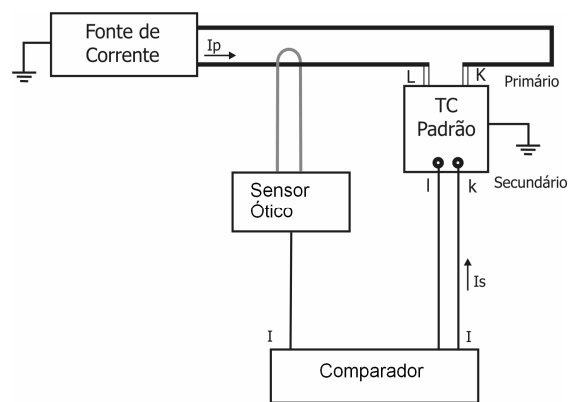 Fonte de
Corrente
Ip
L
K
Primário
TC
Padrão
Secundário
l
k
Sensor
Ótico
Is
I
I
Comparador